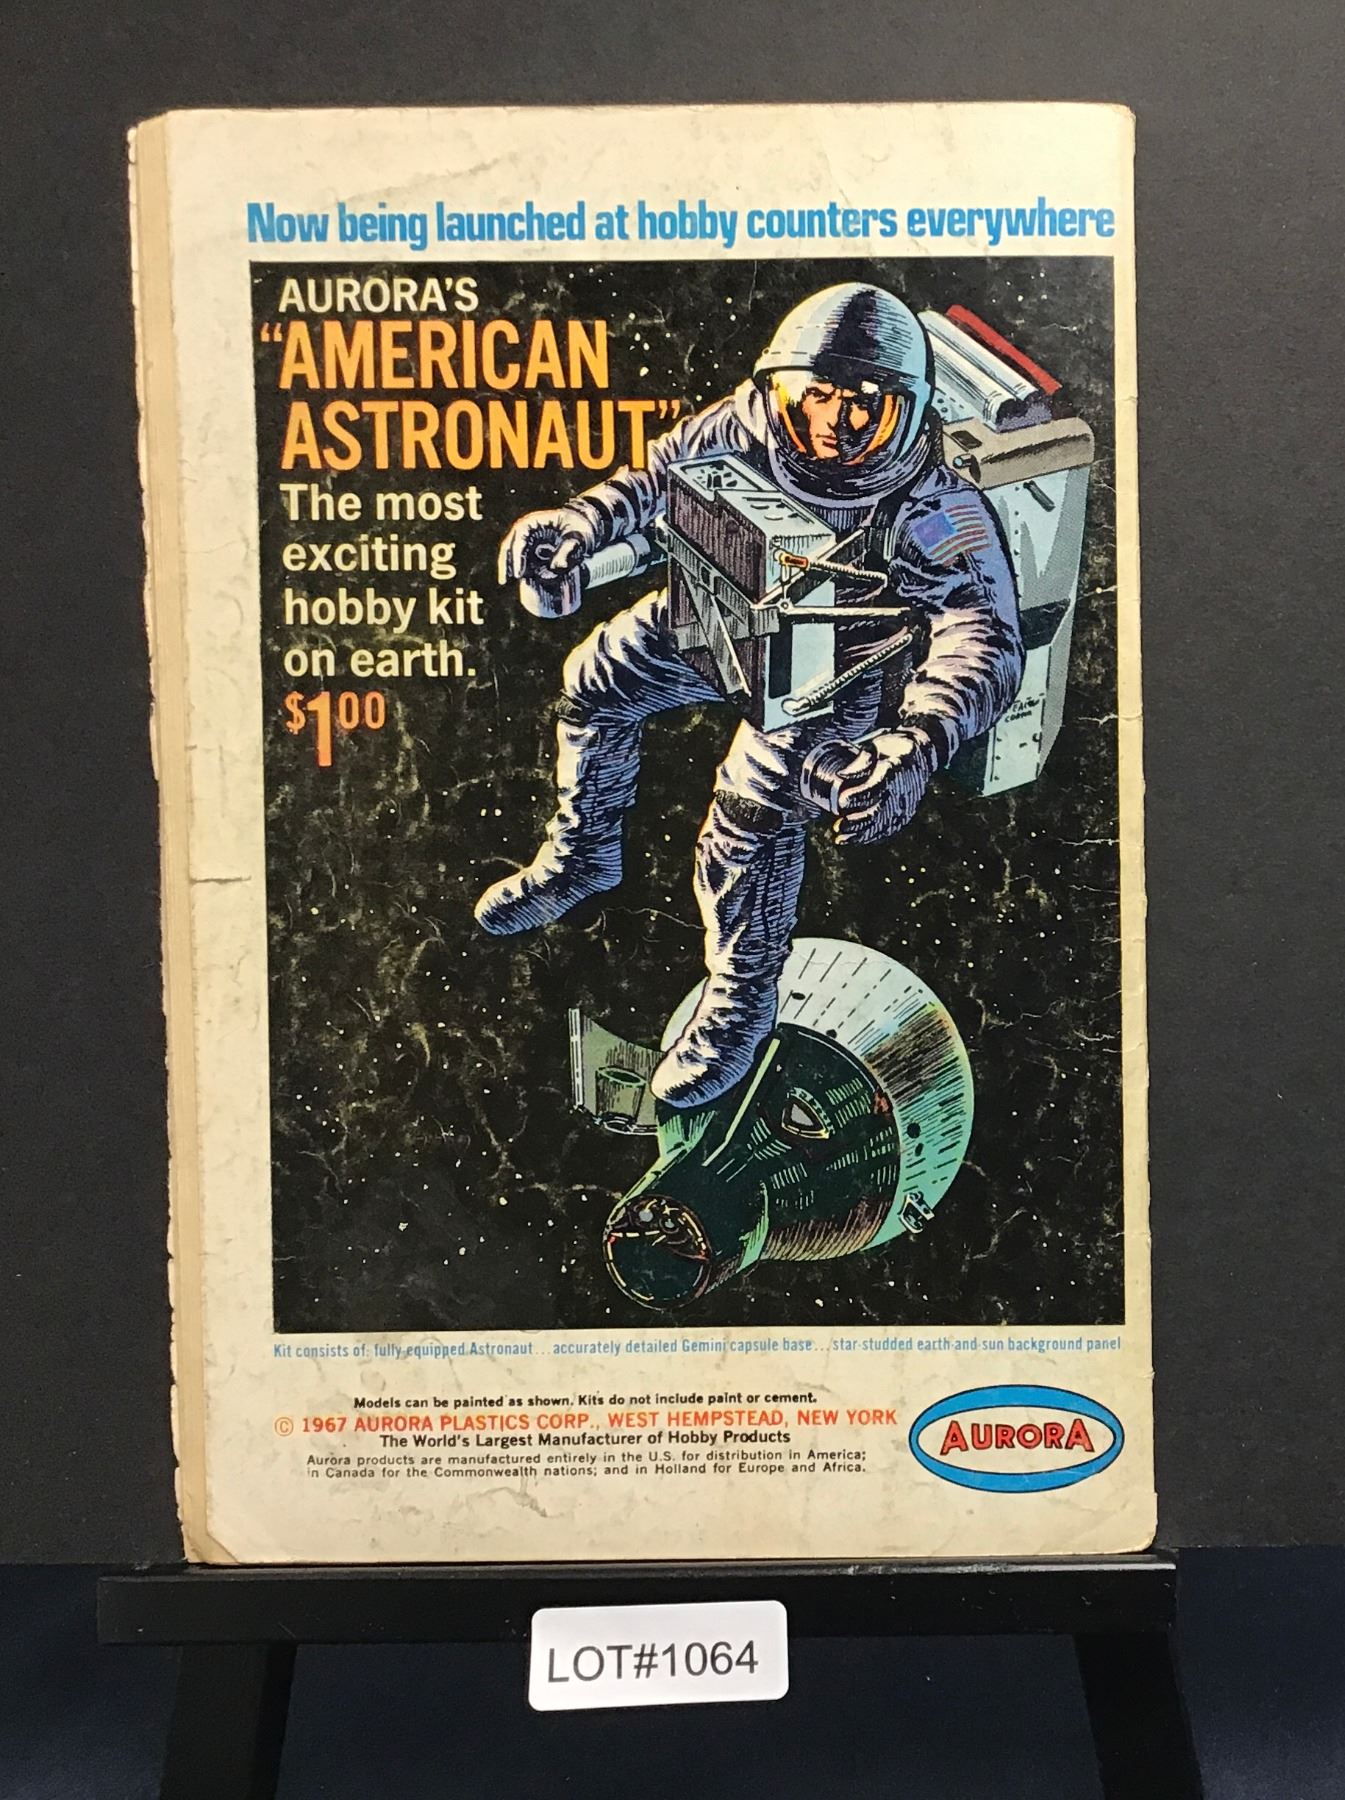 Now being launched at hobby counters everywhere
AURORA'S
"AMERICAN
ASTRONAUT"
The most
exciting
hobby kit
on earth.
$1 00
Kit consists of: fully equipped Astronaut...accurately detailed Gemini capsule base...star-studded earth-and-sun background panel
Models can be painted as shown. Kits do not include paint or cement.
© 1967 AURORA PLASTICS CORP., WEST HEMPSTEAD, NEW YORK
The World's Largest Manufacturer of Hobby Products
Aurora products are manufactured entirely in the U.S. for distribution in America;
in Canada for the Commonwealth nations; and in Holland for Europe and Africa.
AURORA
LOT#1064